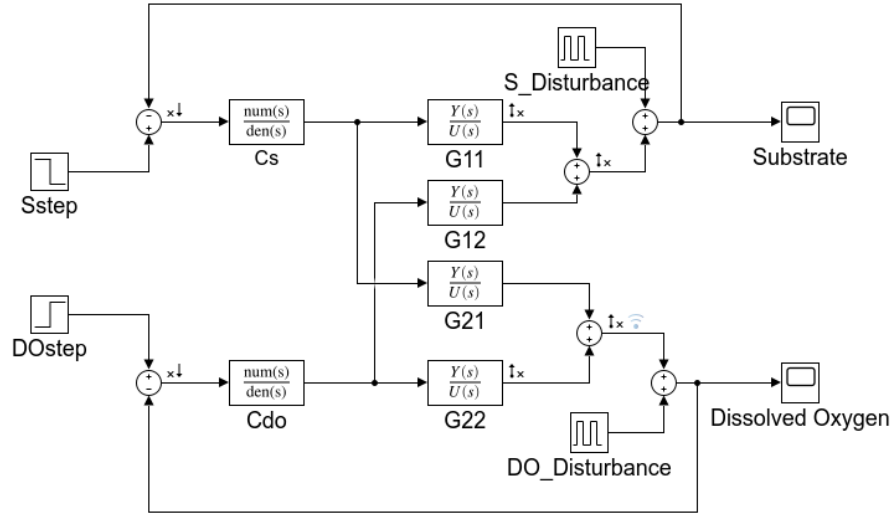 S_Disturbance
num(s)
den(s)
Cs
Y(s)
U(s)
G11
Substrate
Sstep
Y(s)
U(s)
G12
Y(s)
U(s)
G21
DOstep
num(s)
den(s)
Cdo
Y(s)
U(s)
G22
Dissolved Oxygen
DO_Disturbance